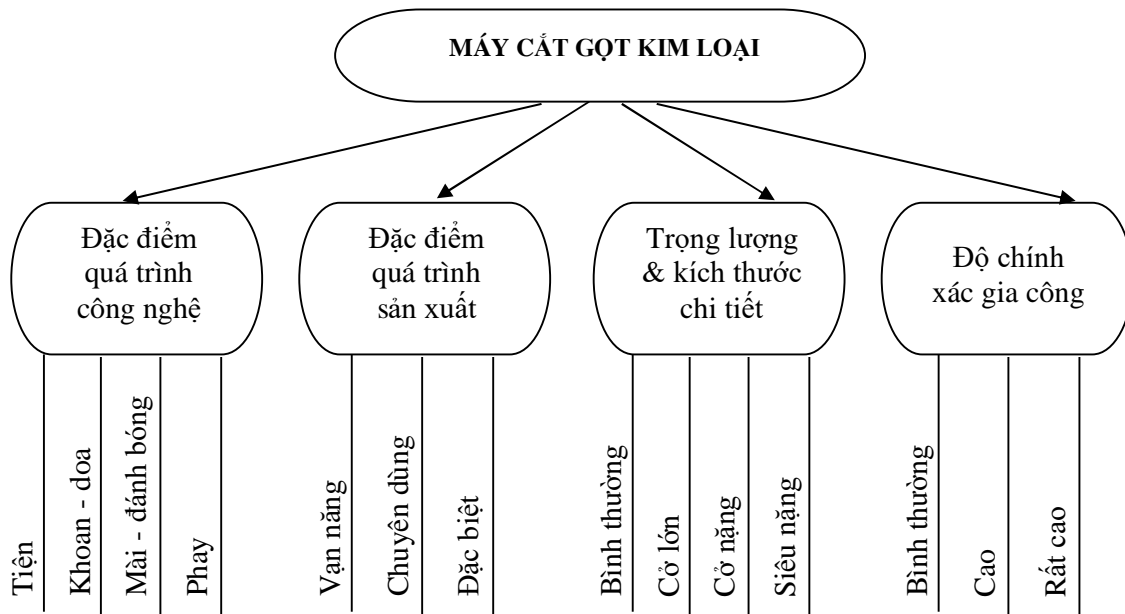 MÁY CẮT GỌT KIM LOẠI
Đặc điểm
quá trình
công nghệ
Đặc điểm
quá trình
sản xuất
Trọng lượng
& kích thước
chi tiết
Độ chính
xác gia công
Tiện
Khoan - doa
Mài - đánh bóng
Phay
Vạn năng
Chuyên dùng
Đặc biệt
Bình thường
Cở lớn
Cở nặng
Siêu nặng
Bình thường
Cao
Rất cao